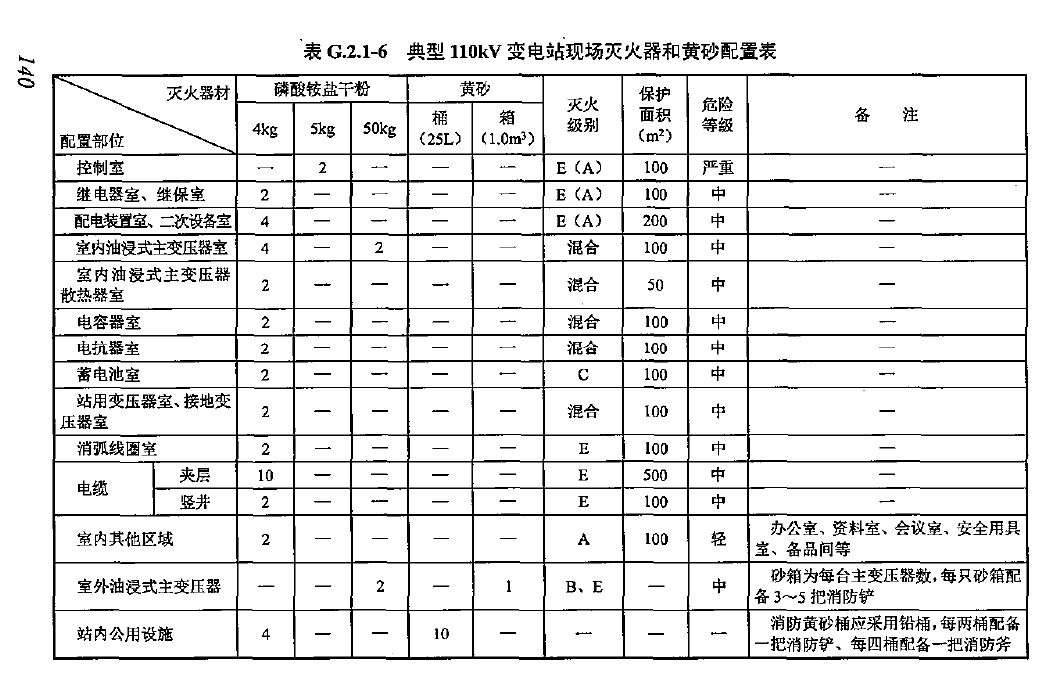 140
表 G.2.1-6 典型 110kV 变电站现场灭火器和黄砂配置表
灭火器材 配置部位 磷酸铵盐干粉 黄砂 灭火级别 保护面积(m²) 危险等级 备 注
4kg 5kg 50kg 桶(25L) 箱(1.0m³)
控制室 — 2 — — — E（A） 100 严重 —
继电器室、继保室 2 — — — — E（A） 100 中 —
配电装置室、二次设备室 4 — — — — E（A） 200 中 —
室内油浸式主变压器室 4 — 2 — — 混合 100 中 —
室内油浸式主变压器
散热器室 2 — — — — 混合 50 中 —
电容器室 2 — — — — 混合 100 中 —
电抗器室 2 — — — — 混合 100 中 —
蓄电池室 2 — — — — C 100 中 —
站用变压器室、接地变
压器室 2 — — — — 混合 100 中 —
消弧线圈室 2 — — — — E 100 中 —
电缆 夹层 10 — — — — E 500 中 —
竖井 2 — — — — E 100 中 —
室内其他区域 2 — — — — A 100 轻 办公室、资料室、会议室、安全用具
室、备品间等
室外油浸式主变压器 — — 2 — 1 B、E — 中 砂箱为每台主变压器数，每只砂箱配
备 3～5 把消防铲
站内公用设施 4 — — 10 — — — — 消防黄砂桶应采用铅桶，每两桶配备
一把消防铲、每四桶配备一把消防斧